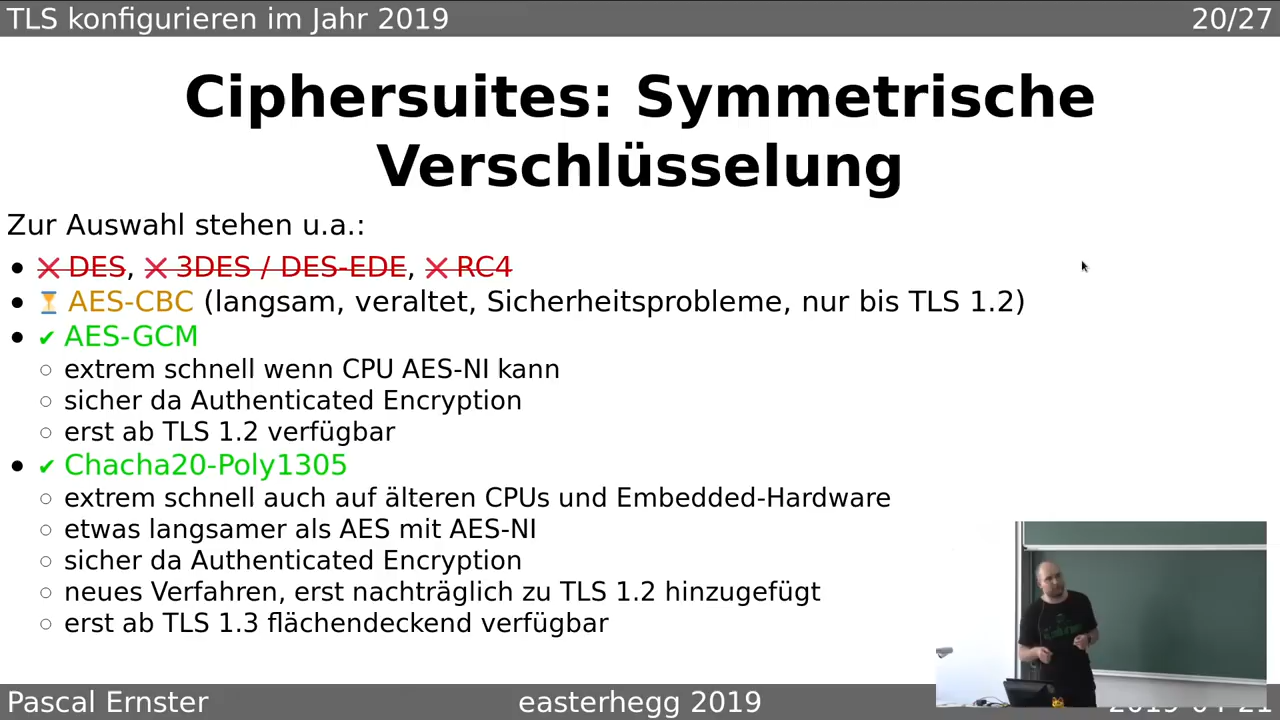 TLS konfigurieren im Jahr 2019 20/27
Ciphersuites: Symmetrische
Verschlüsselung
Zur Auswahl stehen u.a.:
• ❌ DES, ❌ 3DES / DES-EDE, ❌ RC4
• ⏳ AES-CBC (langsam, veraltet, Sicherheitsprobleme, nur bis TLS 1.2)
• ✔ AES-GCM
◦ extrem schnell wenn CPU AES-NI kann
◦ sicher da Authenticated Encryption
◦ erst ab TLS 1.2 verfügbar
• ✔ Chacha20-Poly1305
◦ extrem schnell auch auf älteren CPUs und Embedded-Hardware
◦ etwas langsamer als AES mit AES-NI
◦ sicher da Authenticated Encryption
◦ neues Verfahren, erst nachträglich zu TLS 1.2 hinzugefügt
◦ erst ab TLS 1.3 flächendeckend verfügbar
Pascal Ernster easterhegg 2019